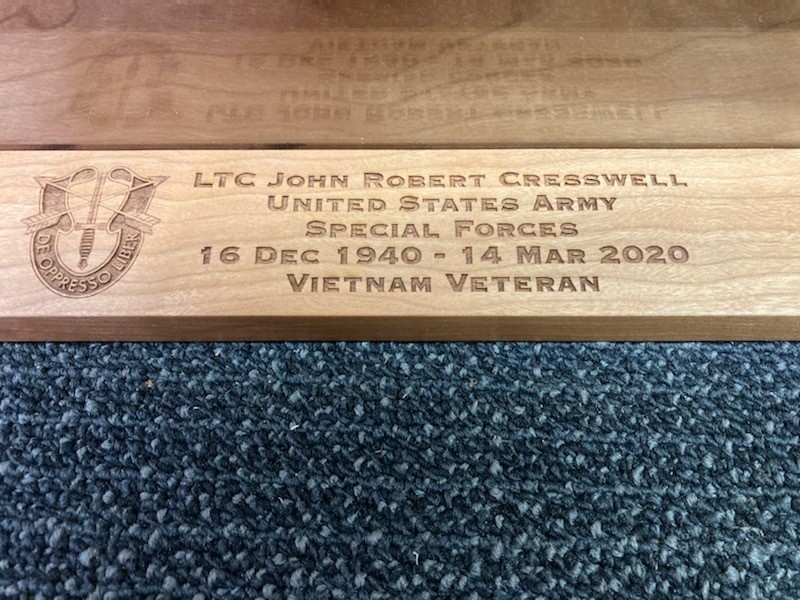 LTC John Robert Cresswell
United States Army
Special Forces
16 Dec 1940 - 14 Mar 2020
Vietnam Veteran
DE OPPRESSO LIBER